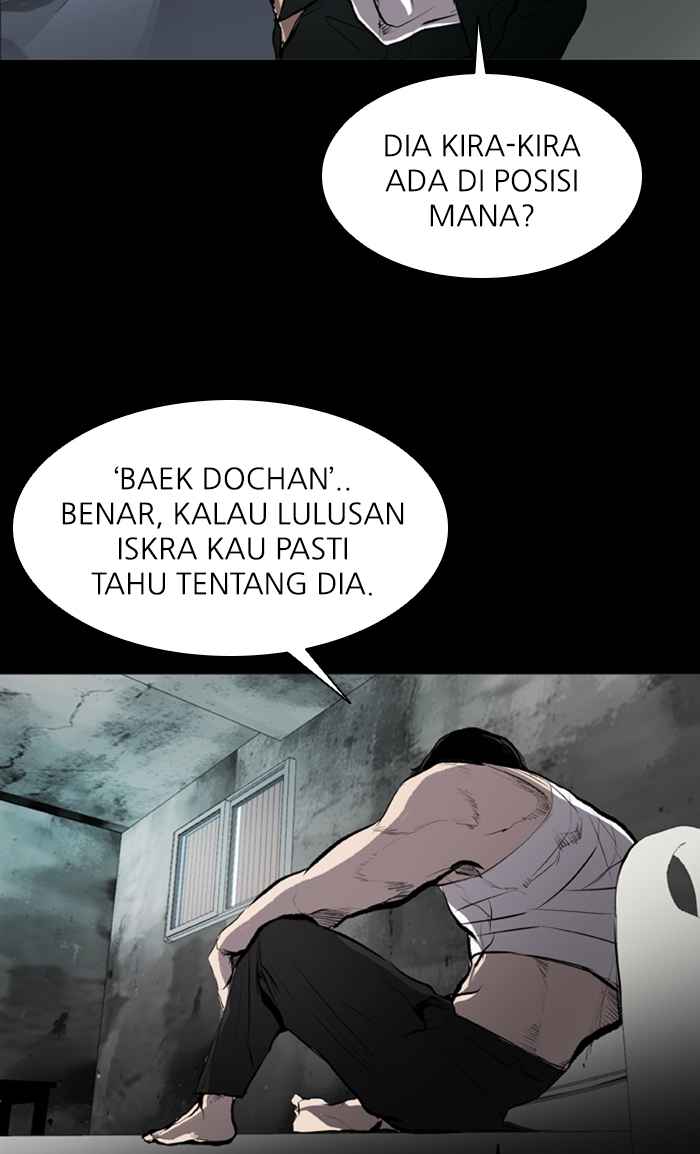 DIA KIRA-KIRA
ADA DI POSISI
MANA?
‘BAEK DOCHAN’..
BENAR, KALAU LULUSAN
ISKRA KAU PASTI
TAHU TENTANG DIA.